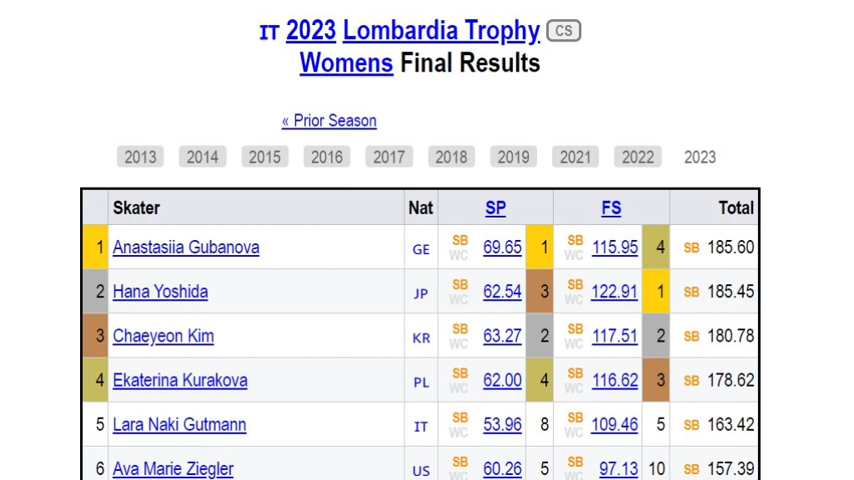 IT 2023 Lombardia Trophy CS
Womens Final Results
« Prior Season
2013 2014 2015 2016 2017 2018 2019 2021 2022 2023
Skater Nat SP FS Total
1 Anastasiia Gubanova GE SB WC 69.65 1 SB WC 115.95 4 SB 185.60
2 Hana Yoshida JP SB WC 62.54 3 SB WC 122.91 1 SB 185.45
3 Chaeyeon Kim KR SB WC 63.27 2 SB WC 117.51 2 SB 180.78
4 Ekaterina Kurakova PL SB WC 62.00 4 SB WC 116.62 3 SB 178.62
5 Lara Naki Gutmann IT SB WC 53.96 8 SB WC 109.46 5 SB 163.42
6 Ava Marie Ziegler US SB WC 60.26 5 SB WC 97.13 10 SB 157.39